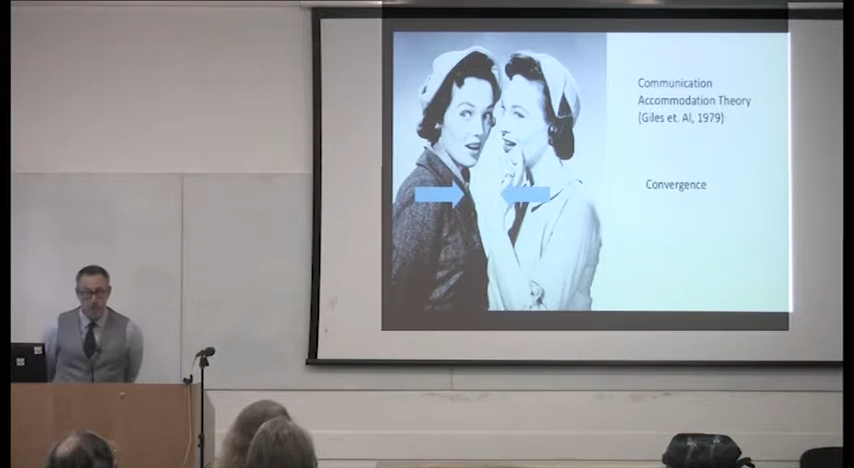 Communication
Accommodation Theory
(Giles et. Al, 1979)
Convergence